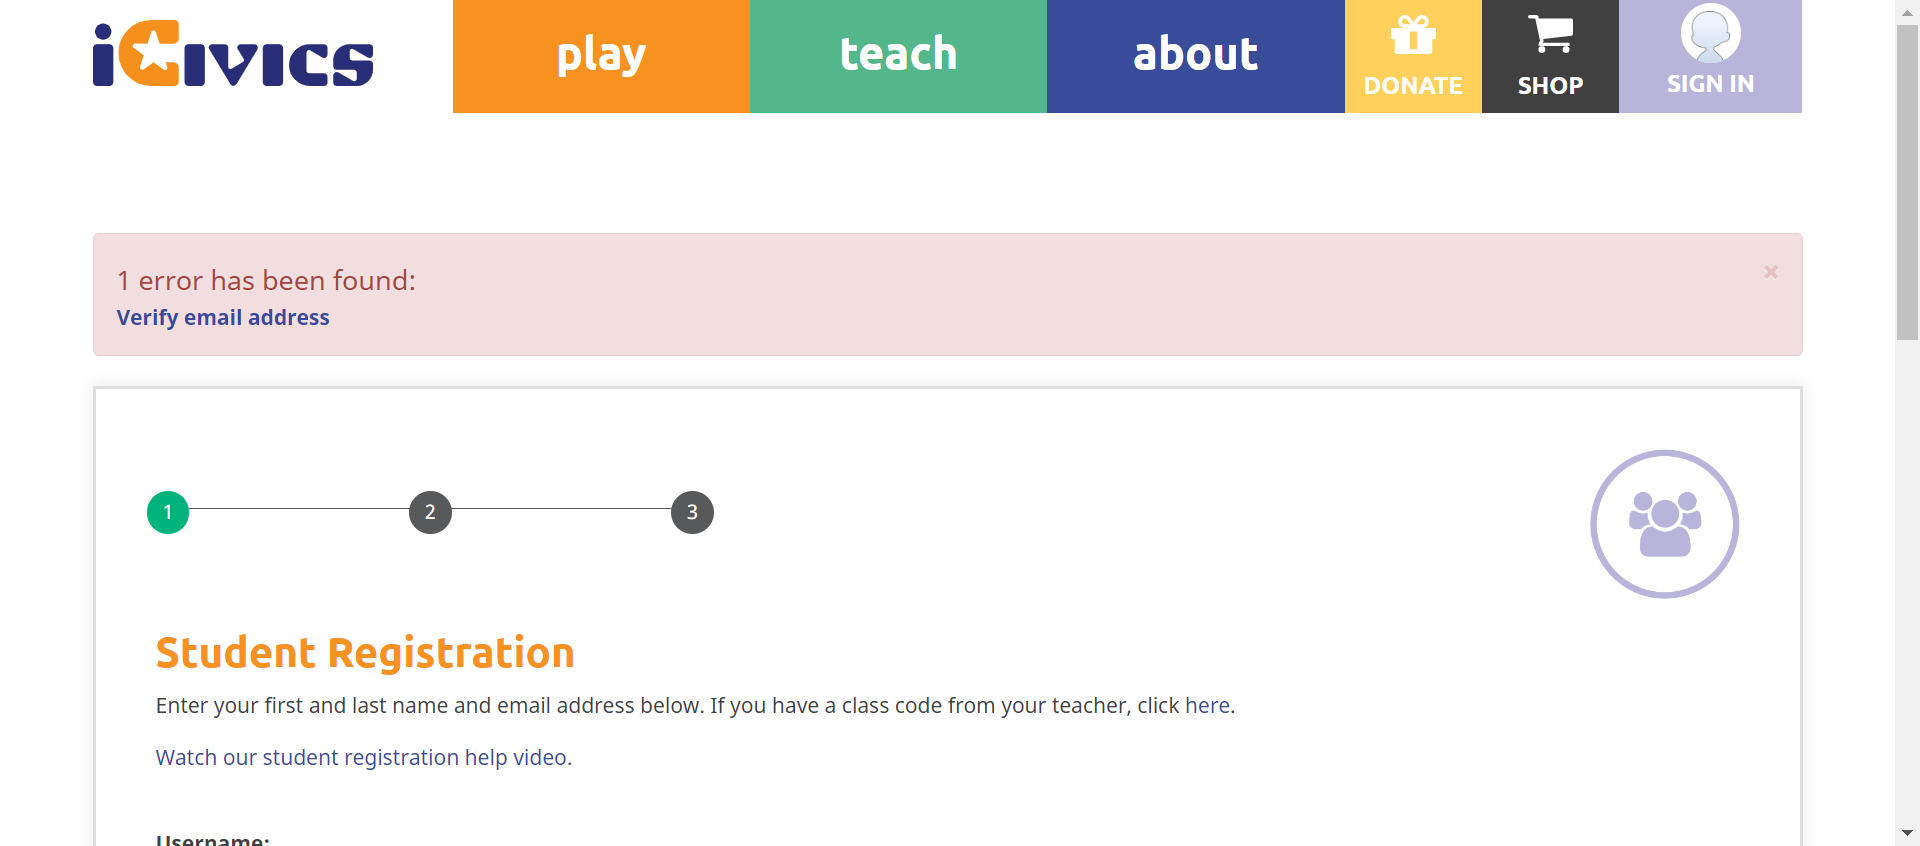 iCivics
play
teach
about
DONATE
SHOP
SIGN IN
1 error has been found:
×
Verify email address
1
2
3
Student Registration
Enter your first and last name and email address below. If you have a class code from your teacher, click here.
Watch our student registration help video.
Username: